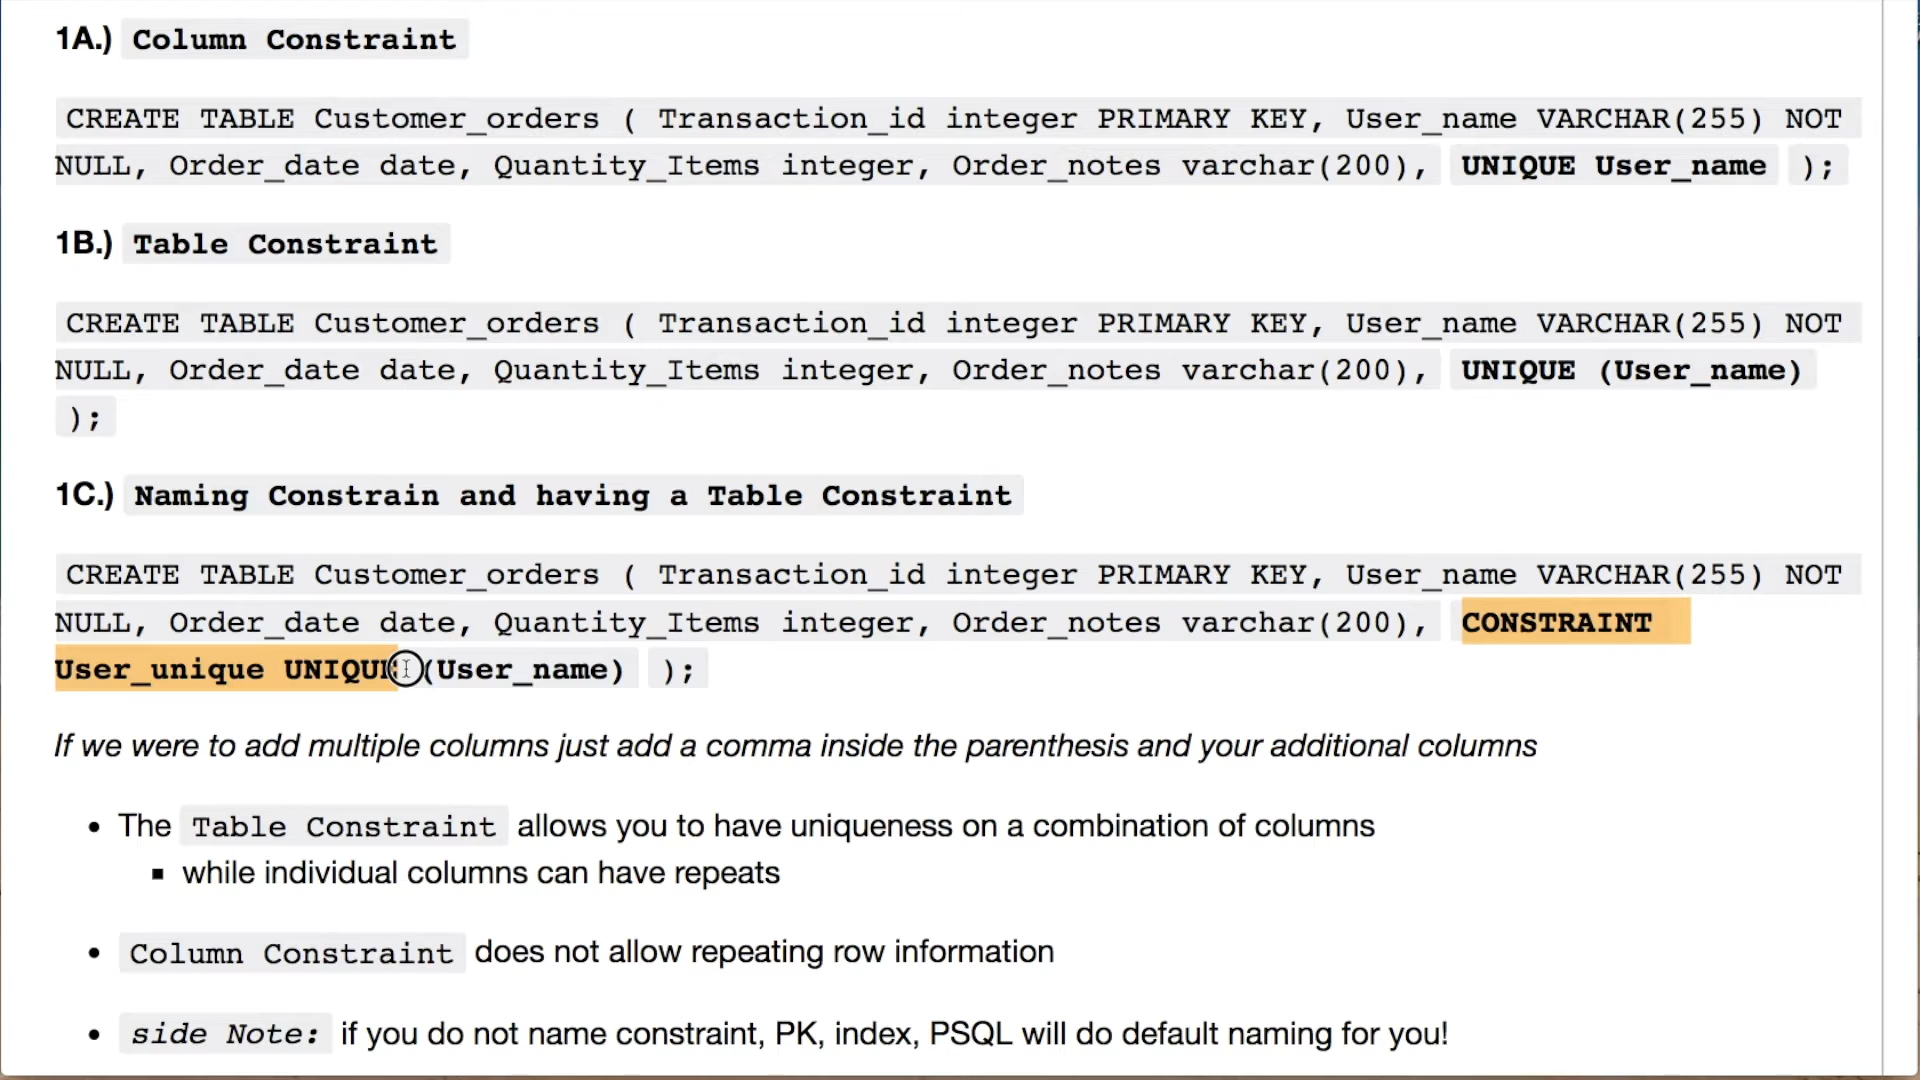 1A.) Column Constraint
CREATE TABLE Customer_orders ( Transaction_id integer PRIMARY KEY, User_name VARCHAR(255) NOT
NULL, Order_date date, Quantity_Items integer, Order_notes varchar(200), UNIQUE User_name );
1B.) Table Constraint
CREATE TABLE Customer_orders ( Transaction_id integer PRIMARY KEY, User_name VARCHAR(255) NOT
NULL, Order_date date, Quantity_Items integer, Order_notes varchar(200), UNIQUE (User_name)
);
1C.) Naming Constrain and having a Table Constraint
CREATE TABLE Customer_orders ( Transaction_id integer PRIMARY KEY, User_name VARCHAR(255) NOT
NULL, Order_date date, Quantity_Items integer, Order_notes varchar(200), CONSTRAINT
User_unique UNIQUE (User_name) );
If we were to add multiple columns just add a comma inside the parenthesis and your additional columns
• The Table Constraint allows you to have uniqueness on a combination of columns
▪ while individual columns can have repeats
• Column Constraint does not allow repeating row information
• side Note: if you do not name constraint, PK, index, PSQL will do default naming for you!